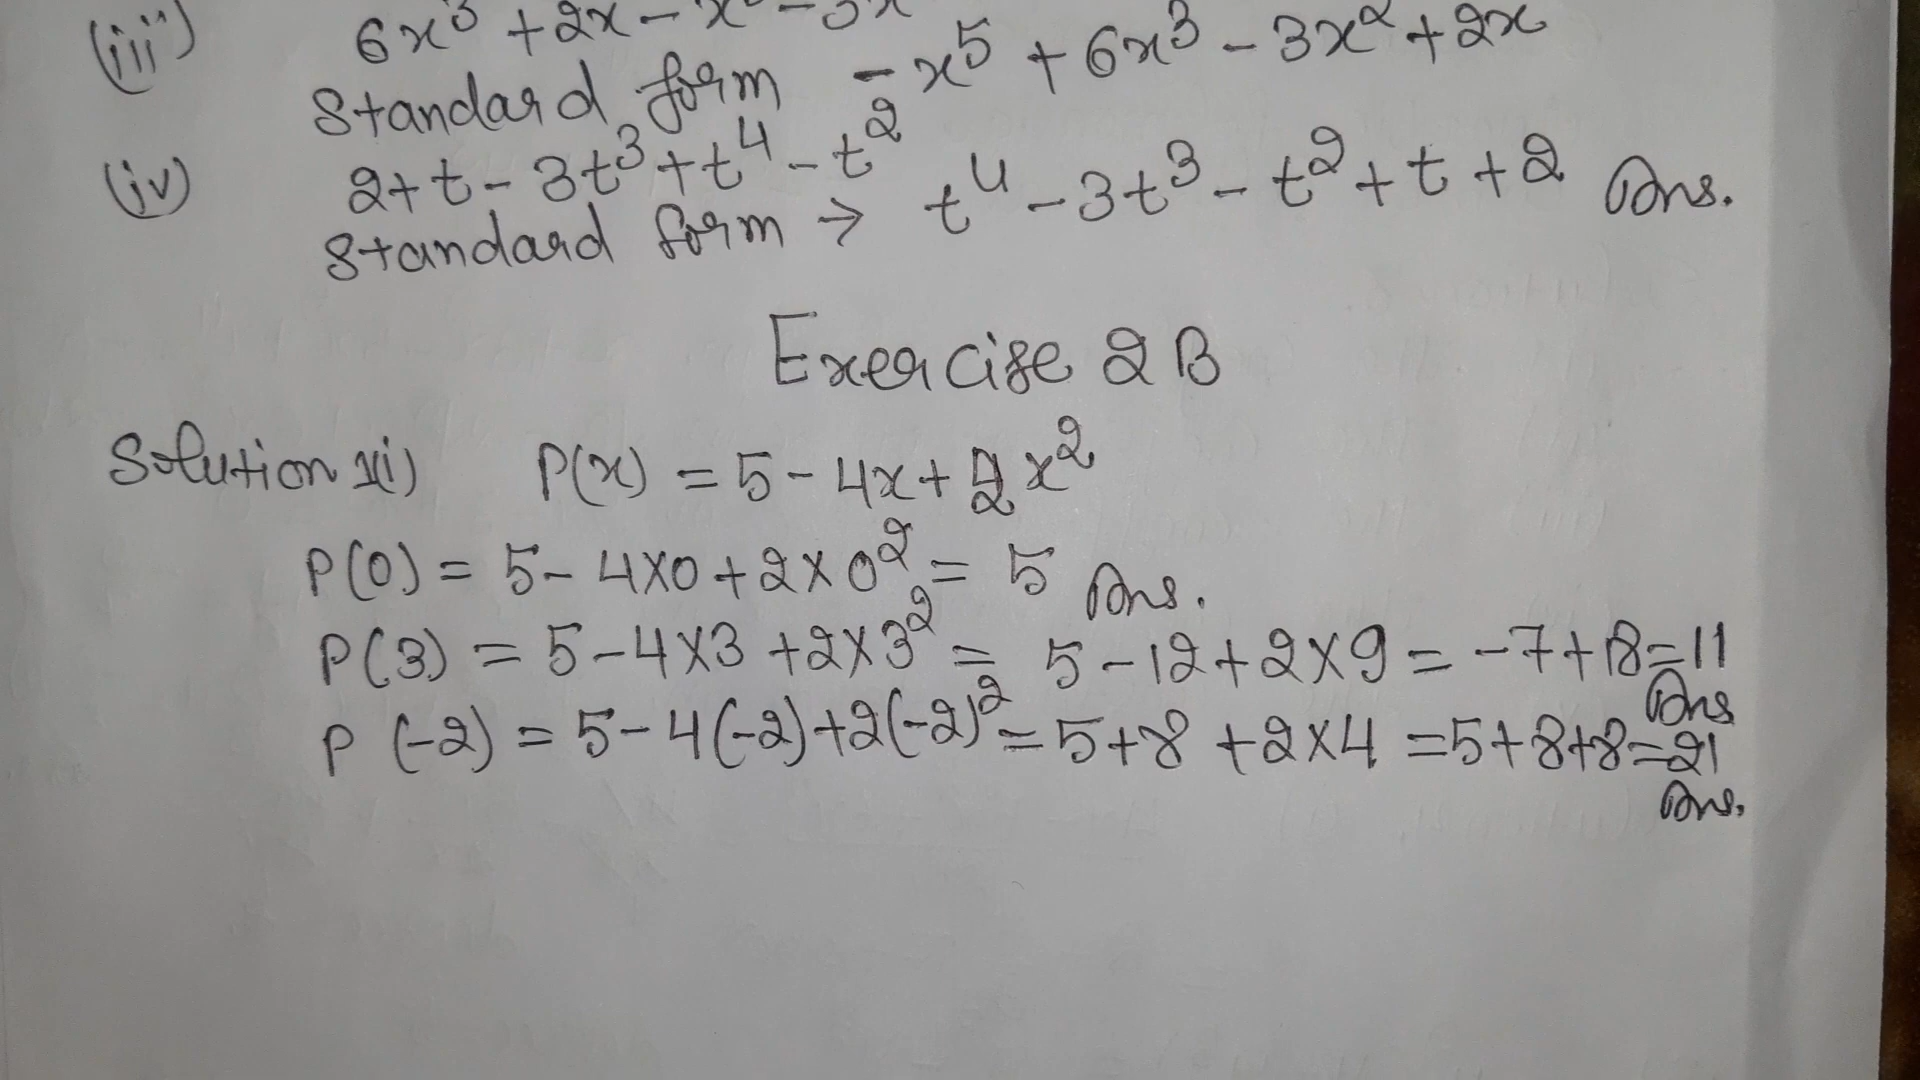 (iii) 6x³ + 2x -
Standard form -x⁵ + 6x³ - 3x² + 2x
(iv) 2 + t - 3t³ + t⁴ - t²
Standard form → t⁴ - 3t³ - t² + t + 2 Ans.
Exercise 2B
Solution 1(i) P(x) = 5 - 4x + 2x²
P(0) = 5 - 4×0 + 2×0² = 5 Ans.
P(3) = 5 - 4×3 + 2×3² = 5 - 12 + 2×9 = -7 + 18 = 11
Ans
P(-2) = 5 - 4(-2) + 2(-2)² = 5 + 8 + 2×4 = 5 + 8 + 8 = 21
Ans.